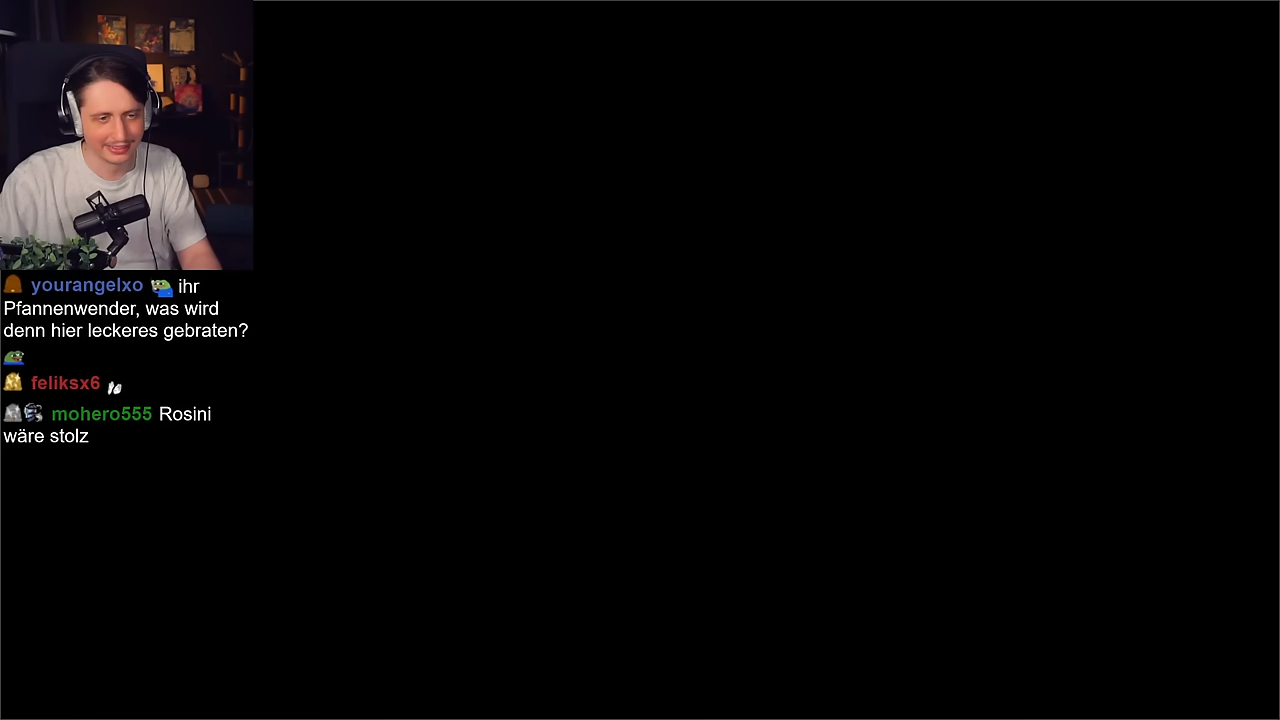 yourangelxo ihr
Pfannenwender, was wird
denn hier leckeres gebraten?
feliksx6
mohero555 Rosini
wäre stolz